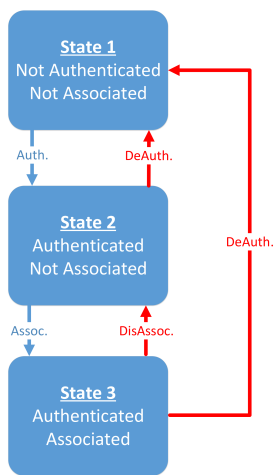 State 1
Not Authenticated
Not Associated
Auth.
DeAuth.
State 2
Authenticated
Not Associated
DeAuth.
Assoc.
DisAssoc.
State 3
Authenticated
Associated